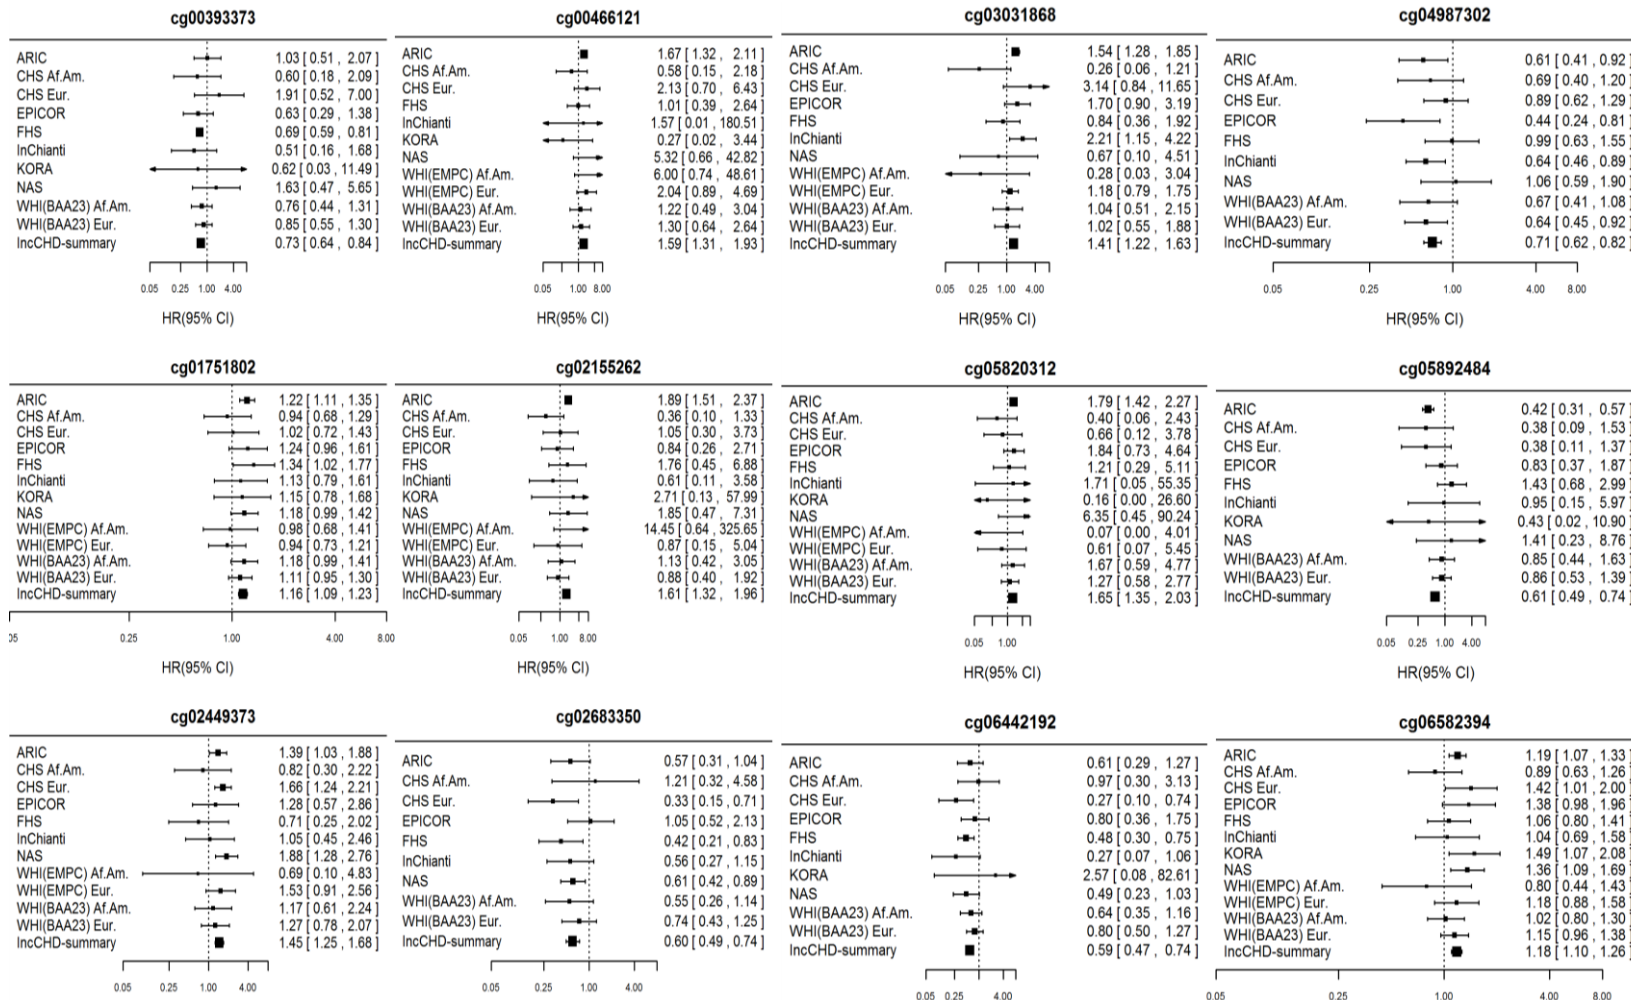 cg00393373
ARIC 1.03 [ 0.51 , 2.07 ]
CHS Af.Am. 0.60 [ 0.18 , 2.09 ]
CHS Eur. 1.91 [ 0.52 , 7.00 ]
EPICOR 0.63 [ 0.29 , 1.38 ]
FHS 0.69 [ 0.59 , 0.81 ]
InChianti 0.51 [ 0.16 , 1.68 ]
KORA 0.62 [ 0.03 , 11.49 ]
NAS 1.63 [ 0.47 , 5.65 ]
WHI(BAA23) Af.Am. 0.76 [ 0.44 , 1.31 ]
WHI(BAA23) Eur. 0.85 [ 0.55 , 1.30 ]
IncCHD-summary 0.73 [ 0.64 , 0.84 ]
0.05 0.25 1.00 4.00
HR(95% CI)
cg00466121
ARIC 1.67 [ 1.32 , 2.11 ]
CHS Af.Am. 0.58 [ 0.15 , 2.18 ]
CHS Eur. 2.13 [ 0.70 , 6.43 ]
FHS 1.01 [ 0.39 , 2.64 ]
InChianti 1.57 [ 0.01 , 180.51 ]
KORA 0.27 [ 0.02 , 3.44 ]
NAS 5.32 [ 0.66 , 42.82 ]
WHI(EMPC) Af.Am. 6.00 [ 0.74 , 48.61 ]
WHI(EMPC) Eur. 2.04 [ 0.89 , 4.69 ]
WHI(BAA23) Af.Am. 1.22 [ 0.49 , 3.04 ]
WHI(BAA23) Eur. 1.30 [ 0.64 , 2.64 ]
IncCHD-summary 1.59 [ 1.31 , 1.93 ]
0.05 1.00 8.00
HR(95% CI)
cg03031868
ARIC 1.54 [ 1.28 , 1.85 ]
CHS Af.Am. 0.26 [ 0.06 , 1.21 ]
CHS Eur. 3.14 [ 0.84 , 11.65 ]
EPICOR 1.70 [ 0.90 , 3.19 ]
FHS 0.84 [ 0.36 , 1.92 ]
InChianti 2.21 [ 1.15 , 4.22 ]
NAS 0.67 [ 0.10 , 4.51 ]
WHI(EMPC) Af.Am. 0.28 [ 0.03 , 3.04 ]
WHI(EMPC) Eur. 1.18 [ 0.79 , 1.75 ]
WHI(BAA23) Af.Am. 1.04 [ 0.51 , 2.15 ]
WHI(BAA23) Eur. 1.02 [ 0.55 , 1.88 ]
IncCHD-summary 1.41 [ 1.22 , 1.63 ]
0.05 0.25 1.00 4.00
HR(95% CI)
cg04987302
ARIC 0.61 [ 0.41 , 0.92 ]
CHS Af.Am. 0.69 [ 0.40 , 1.20 ]
CHS Eur. 0.89 [ 0.62 , 1.29 ]
EPICOR 0.44 [ 0.24 , 0.81 ]
FHS 0.99 [ 0.63 , 1.55 ]
InChianti 0.64 [ 0.46 , 0.89 ]
NAS 1.06 [ 0.59 , 1.90 ]
WHI(BAA23) Af.Am. 0.67 [ 0.41 , 1.08 ]
WHI(BAA23) Eur. 0.64 [ 0.45 , 0.92 ]
IncCHD-summary 0.71 [ 0.62 , 0.82 ]
0.05 0.25 1.00 4.00 8.00
HR(95% CI)
cg01751802
ARIC 1.22 [ 1.11 , 1.35 ]
CHS Af.Am. 0.94 [ 0.68 , 1.29 ]
CHS Eur. 1.02 [ 0.72 , 1.43 ]
EPICOR 1.24 [ 0.96 , 1.61 ]
FHS 1.34 [ 1.02 , 1.77 ]
InChianti 1.13 [ 0.79 , 1.61 ]
KORA 1.15 [ 0.78 , 1.68 ]
NAS 1.18 [ 0.99 , 1.42 ]
WHI(EMPC) Af.Am. 0.98 [ 0.68 , 1.41 ]
WHI(EMPC) Eur. 0.94 [ 0.73 , 1.21 ]
WHI(BAA23) Af.Am. 1.18 [ 0.99 , 1.41 ]
WHI(BAA23) Eur. 1.11 [ 0.95 , 1.30 ]
IncCHD-summary 1.16 [ 1.09 , 1.23 ]
05 0.25 1.00 4.00 8.00
HR(95% CI)
cg02155262
ARIC 1.89 [ 1.51 , 2.37 ]
CHS Af.Am. 0.36 [ 0.10 , 1.33 ]
CHS Eur. 1.05 [ 0.30 , 3.73 ]
EPICOR 0.84 [ 0.26 , 2.71 ]
FHS 1.76 [ 0.45 , 6.88 ]
InChianti 0.61 [ 0.11 , 3.58 ]
KORA 2.71 [ 0.13 , 57.99 ]
NAS 1.85 [ 0.47 , 7.31 ]
WHI(EMPC) Af.Am. 14.45 [ 0.64 , 325.65 ]
WHI(EMPC) Eur. 0.87 [ 0.15 , 5.04 ]
WHI(BAA23) Af.Am. 1.13 [ 0.42 , 3.05 ]
WHI(BAA23) Eur. 0.88 [ 0.40 , 1.92 ]
IncCHD-summary 1.61 [ 1.32 , 1.96 ]
0.05 1.00 8.00
HR(95% CI)
cg05820312
ARIC 1.79 [ 1.42 , 2.27 ]
CHS Af.Am. 0.40 [ 0.06 , 2.43 ]
CHS Eur. 0.66 [ 0.12 , 3.78 ]
EPICOR 1.84 [ 0.73 , 4.64 ]
FHS 1.21 [ 0.29 , 5.11 ]
InChianti 1.71 [ 0.05 , 55.35 ]
KORA 0.16 [ 0.00 , 26.60 ]
NAS 6.35 [ 0.45 , 90.24 ]
WHI(EMPC) Af.Am. 0.07 [ 0.00 , 4.01 ]
WHI(EMPC) Eur. 0.61 [ 0.07 , 5.45 ]
WHI(BAA23) Af.Am. 1.67 [ 0.59 , 4.77 ]
WHI(BAA23) Eur. 1.27 [ 0.58 , 2.77 ]
IncCHD-summary 1.65 [ 1.35 , 2.03 ]
0.05 1.00
HR(95% CI)
cg05892484
ARIC 0.42 [ 0.31 , 0.57 ]
CHS Af.Am. 0.38 [ 0.09 , 1.53 ]
CHS Eur. 0.38 [ 0.11 , 1.37 ]
EPICOR 0.83 [ 0.37 , 1.87 ]
FHS 1.43 [ 0.68 , 2.99 ]
InChianti 0.95 [ 0.15 , 5.97 ]
KORA 0.43 [ 0.02 , 10.90 ]
NAS 1.41 [ 0.23 , 8.76 ]
WHI(BAA23) Af.Am. 0.85 [ 0.44 , 1.63 ]
WHI(BAA23) Eur. 0.86 [ 0.53 , 1.39 ]
IncCHD-summary 0.61 [ 0.49 , 0.74 ]
0.05 0.25 1.00 4.00
HR(95% CI)
cg02449373
ARIC 1.39 [ 1.03 , 1.88 ]
CHS Af.Am. 0.82 [ 0.30 , 2.22 ]
CHS Eur. 1.66 [ 1.24 , 2.21 ]
EPICOR 1.28 [ 0.57 , 2.86 ]
FHS 0.71 [ 0.25 , 2.02 ]
InChianti 1.05 [ 0.45 , 2.46 ]
NAS 1.88 [ 1.28 , 2.76 ]
WHI(EMPC) Af.Am. 0.69 [ 0.10 , 4.83 ]
WHI(EMPC) Eur. 1.53 [ 0.91 , 2.56 ]
WHI(BAA23) Af.Am. 1.17 [ 0.61 , 2.24 ]
WHI(BAA23) Eur. 1.27 [ 0.78 , 2.07 ]
IncCHD-summary 1.45 [ 1.25 , 1.68 ]
0.05 0.25 1.00 4.00
cg02683350
ARIC 0.57 [ 0.31 , 1.04 ]
CHS Af.Am. 1.21 [ 0.32 , 4.58 ]
CHS Eur. 0.33 [ 0.15 , 0.71 ]
EPICOR 1.05 [ 0.52 , 2.13 ]
FHS 0.42 [ 0.21 , 0.83 ]
InChianti 0.56 [ 0.27 , 1.15 ]
NAS 0.61 [ 0.42 , 0.89 ]
WHI(BAA23) Af.Am. 0.55 [ 0.26 , 1.14 ]
WHI(BAA23) Eur. 0.74 [ 0.43 , 1.25 ]
IncCHD-summary 0.60 [ 0.49 , 0.74 ]
0.05 0.25 1.00 4.00
cg06442192
ARIC 0.61 [ 0.29 , 1.27 ]
CHS Af.Am. 0.97 [ 0.30 , 3.13 ]
CHS Eur. 0.27 [ 0.10 , 0.74 ]
EPICOR 0.80 [ 0.36 , 1.75 ]
FHS 0.48 [ 0.30 , 0.75 ]
InChianti 0.27 [ 0.07 , 1.06 ]
KORA 2.57 [ 0.08 , 82.61 ]
NAS 0.49 [ 0.23 , 1.03 ]
WHI(BAA23) Af.Am. 0.64 [ 0.35 , 1.16 ]
WHI(BAA23) Eur. 0.80 [ 0.50 , 1.27 ]
IncCHD-summary 0.59 [ 0.47 , 0.74 ]
0.05 0.25 1.00 4.00
cg06582394
ARIC 1.19 [ 1.07 , 1.33 ]
CHS Af.Am. 0.89 [ 0.63 , 1.26 ]
CHS Eur. 1.42 [ 1.01 , 2.00 ]
EPICOR 1.38 [ 0.98 , 1.96 ]
FHS 1.06 [ 0.80 , 1.41 ]
InChianti 1.04 [ 0.69 , 1.58 ]
KORA 1.49 [ 1.07 , 2.08 ]
NAS 1.36 [ 1.09 , 1.69 ]
WHI(EMPC) Af.Am. 0.80 [ 0.44 , 1.43 ]
WHI(EMPC) Eur. 1.18 [ 0.88 , 1.58 ]
WHI(BAA23) Af.Am. 1.02 [ 0.80 , 1.30 ]
WHI(BAA23) Eur. 1.15 [ 0.96 , 1.38 ]
IncCHD-summary 1.18 [ 1.10 , 1.26 ]
0.05 0.25 1.00 4.00 8.00